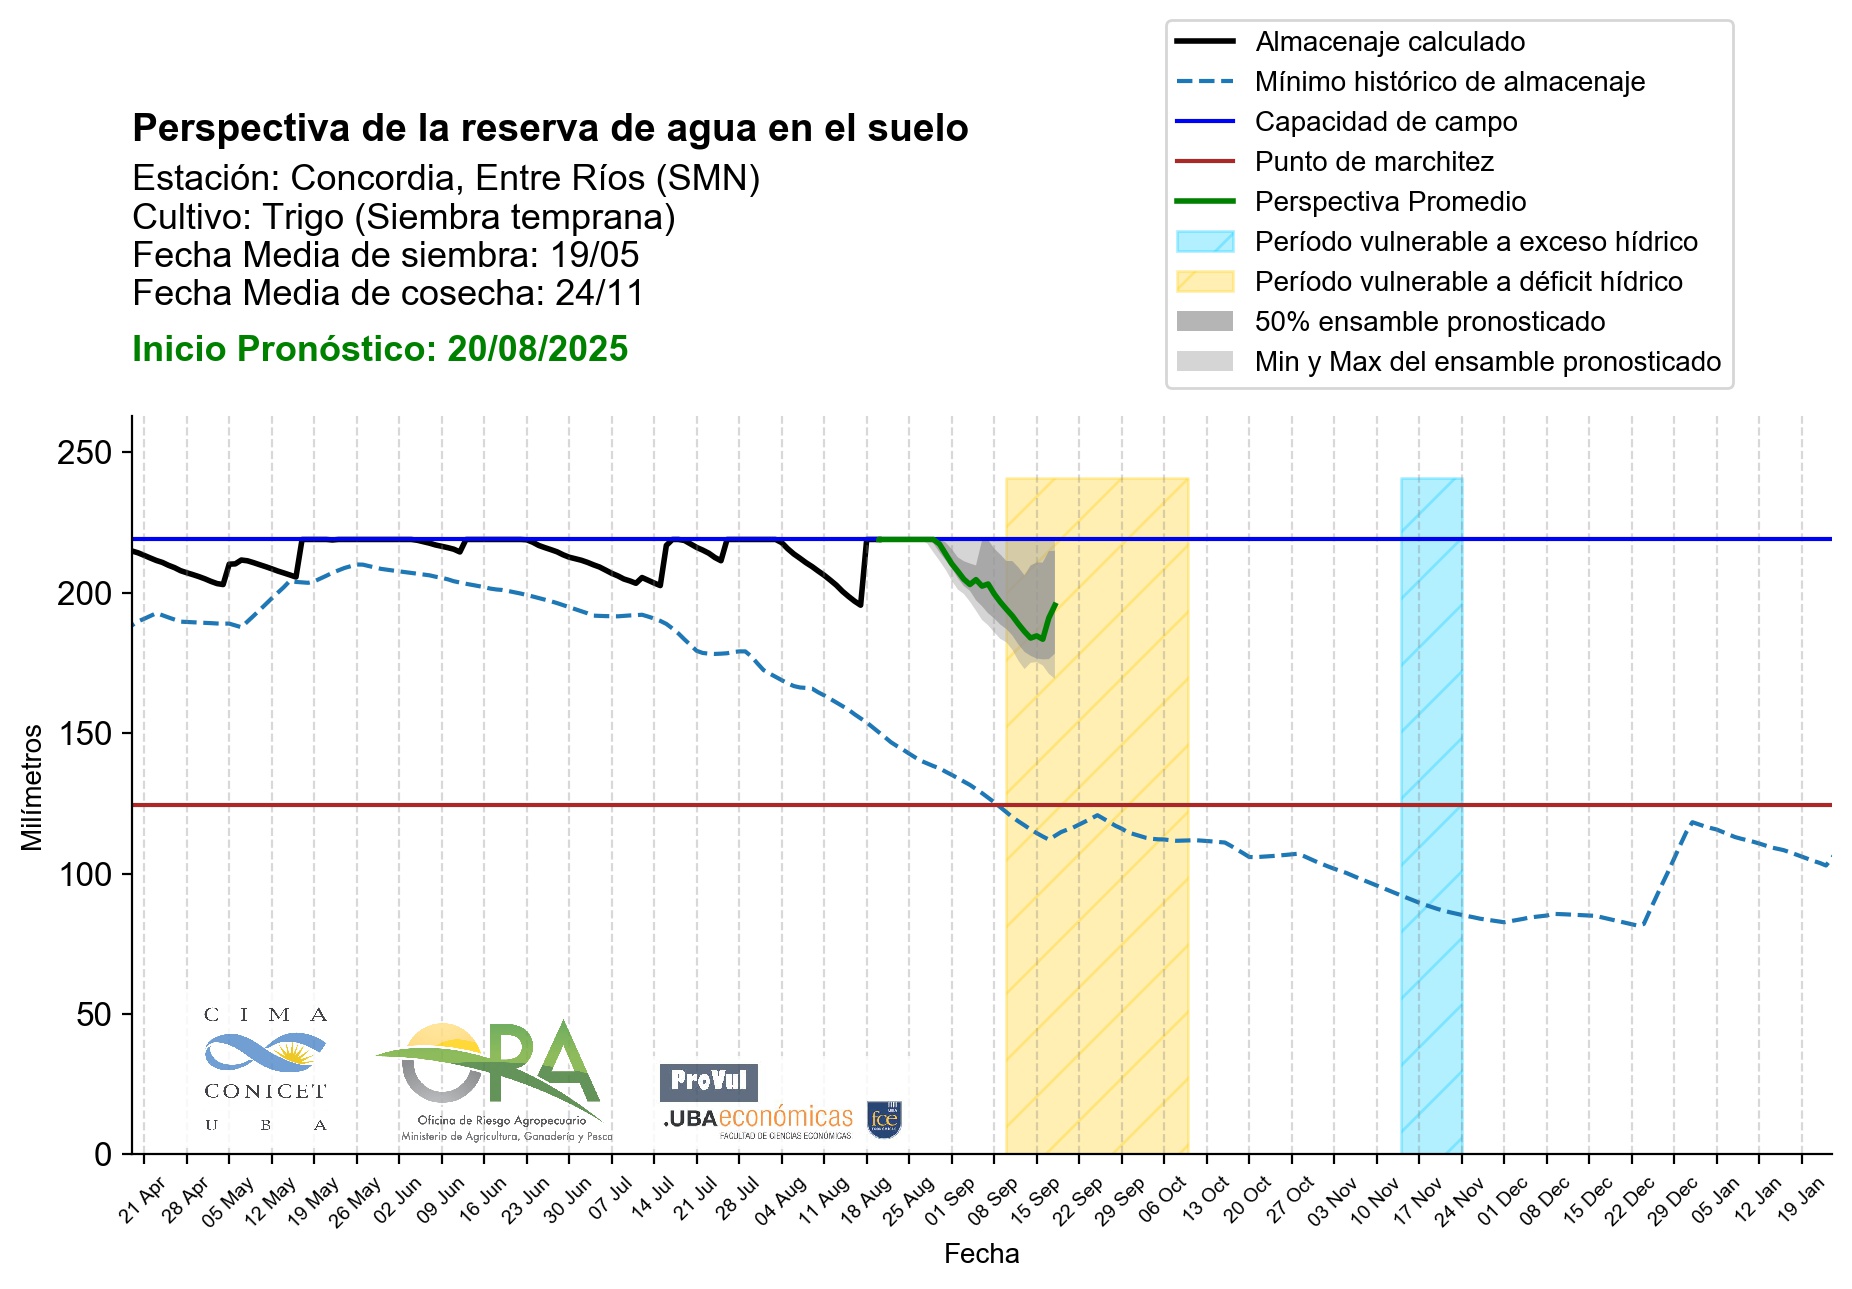 Almacenaje calculado
Mínimo histórico de almacenaje
Capacidad de campo
Punto de marchitez
Perspectiva Promedio
Período vulnerable a exceso hídrico
Período vulnerable a déficit hídrico
50% ensamble pronosticado
Min y Max del ensamble pronosticado
Perspectiva de la reserva de agua en el suelo
Estación: Concordia, Entre Ríos (SMN)
Cultivo: Trigo (Siembra temprana)
Fecha Media de siembra: 19/05
Fecha Media de cosecha: 24/11
Inicio Pronóstico: 20/08/2025
Milímetros
250
200
150
100
50
0
CIMA
CONICET
UBA
ORA
Oficina de Riesgo Agropecuario
Ministerio de Agricultura, Ganadería y Pesca
ProVul
.UBAeconómicas
FACULTAD DE CIENCIAS ECONÓMICAS
UBA
fce
21 Apr
28 Apr
05 May
12 May
19 May
26 May
02 Jun
09 Jun
16 Jun
23 Jun
30 Jun
07 Jul
14 Jul
21 Jul
28 Jul
04 Aug
11 Aug
18 Aug
25 Aug
01 Sep
08 Sep
15 Sep
22 Sep
29 Sep
06 Oct
13 Oct
20 Oct
27 Oct
03 Nov
10 Nov
17 Nov
24 Nov
01 Dec
08 Dec
15 Dec
22 Dec
29 Dec
05 Jan
12 Jan
19 Jan
Fecha